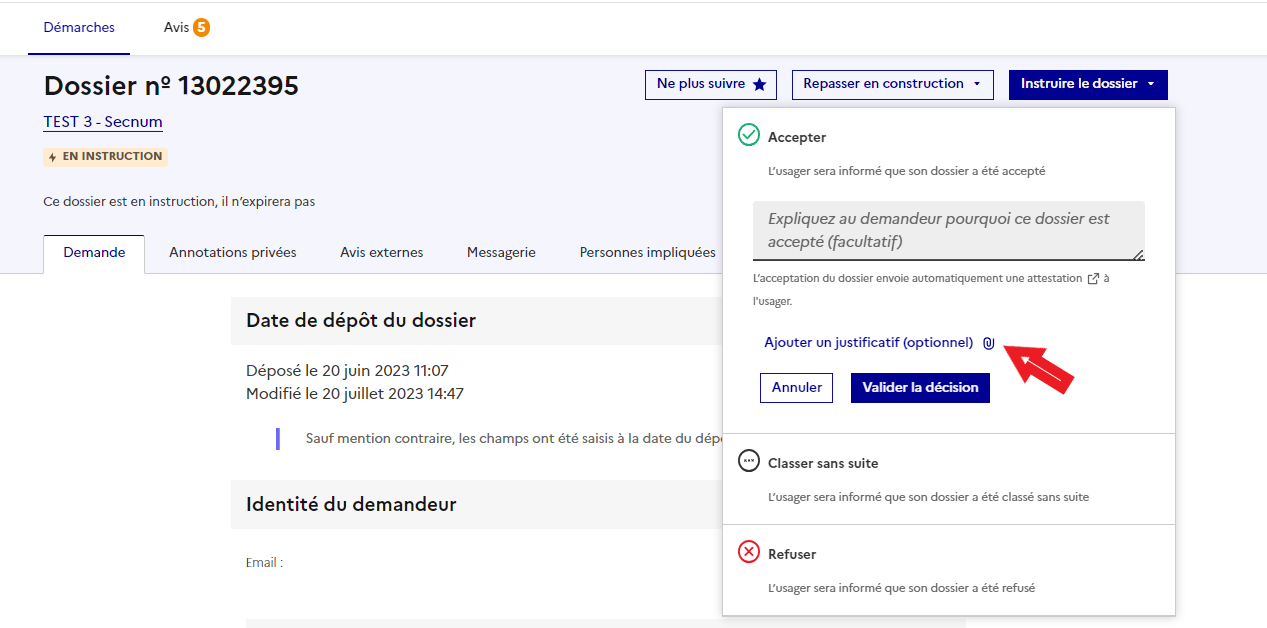 Démarches
Avis 5
Dossier nº 13022395
Ne plus suivre
Repasser en construction
Instruire le dossier
TEST 3 - Secnum
EN INSTRUCTION
Ce dossier est en instruction, il n’expirera pas
Demande
Annotations privées
Avis externes
Messagerie
Personnes impliquées
Accepter
L’usager sera informé que son dossier a été accepté
Expliquez au demandeur pourquoi ce dossier est
accepté (facultatif)
L’acceptation du dossier envoie automatiquement une attestation à
l’usager.
Ajouter un justificatif (optionnel)
Annuler
Valider la décision
Classer sans suite
L’usager sera informé que son dossier a été classé sans suite
Refuser
L’usager sera informé que son dossier a été refusé
Date de dépôt du dossier
Déposé le 20 juin 2023 11:07
Modifié le 20 juillet 2023 14:47
Sauf mention contraire, les champs ont été saisis à la date du
Identité du demandeur
Email :